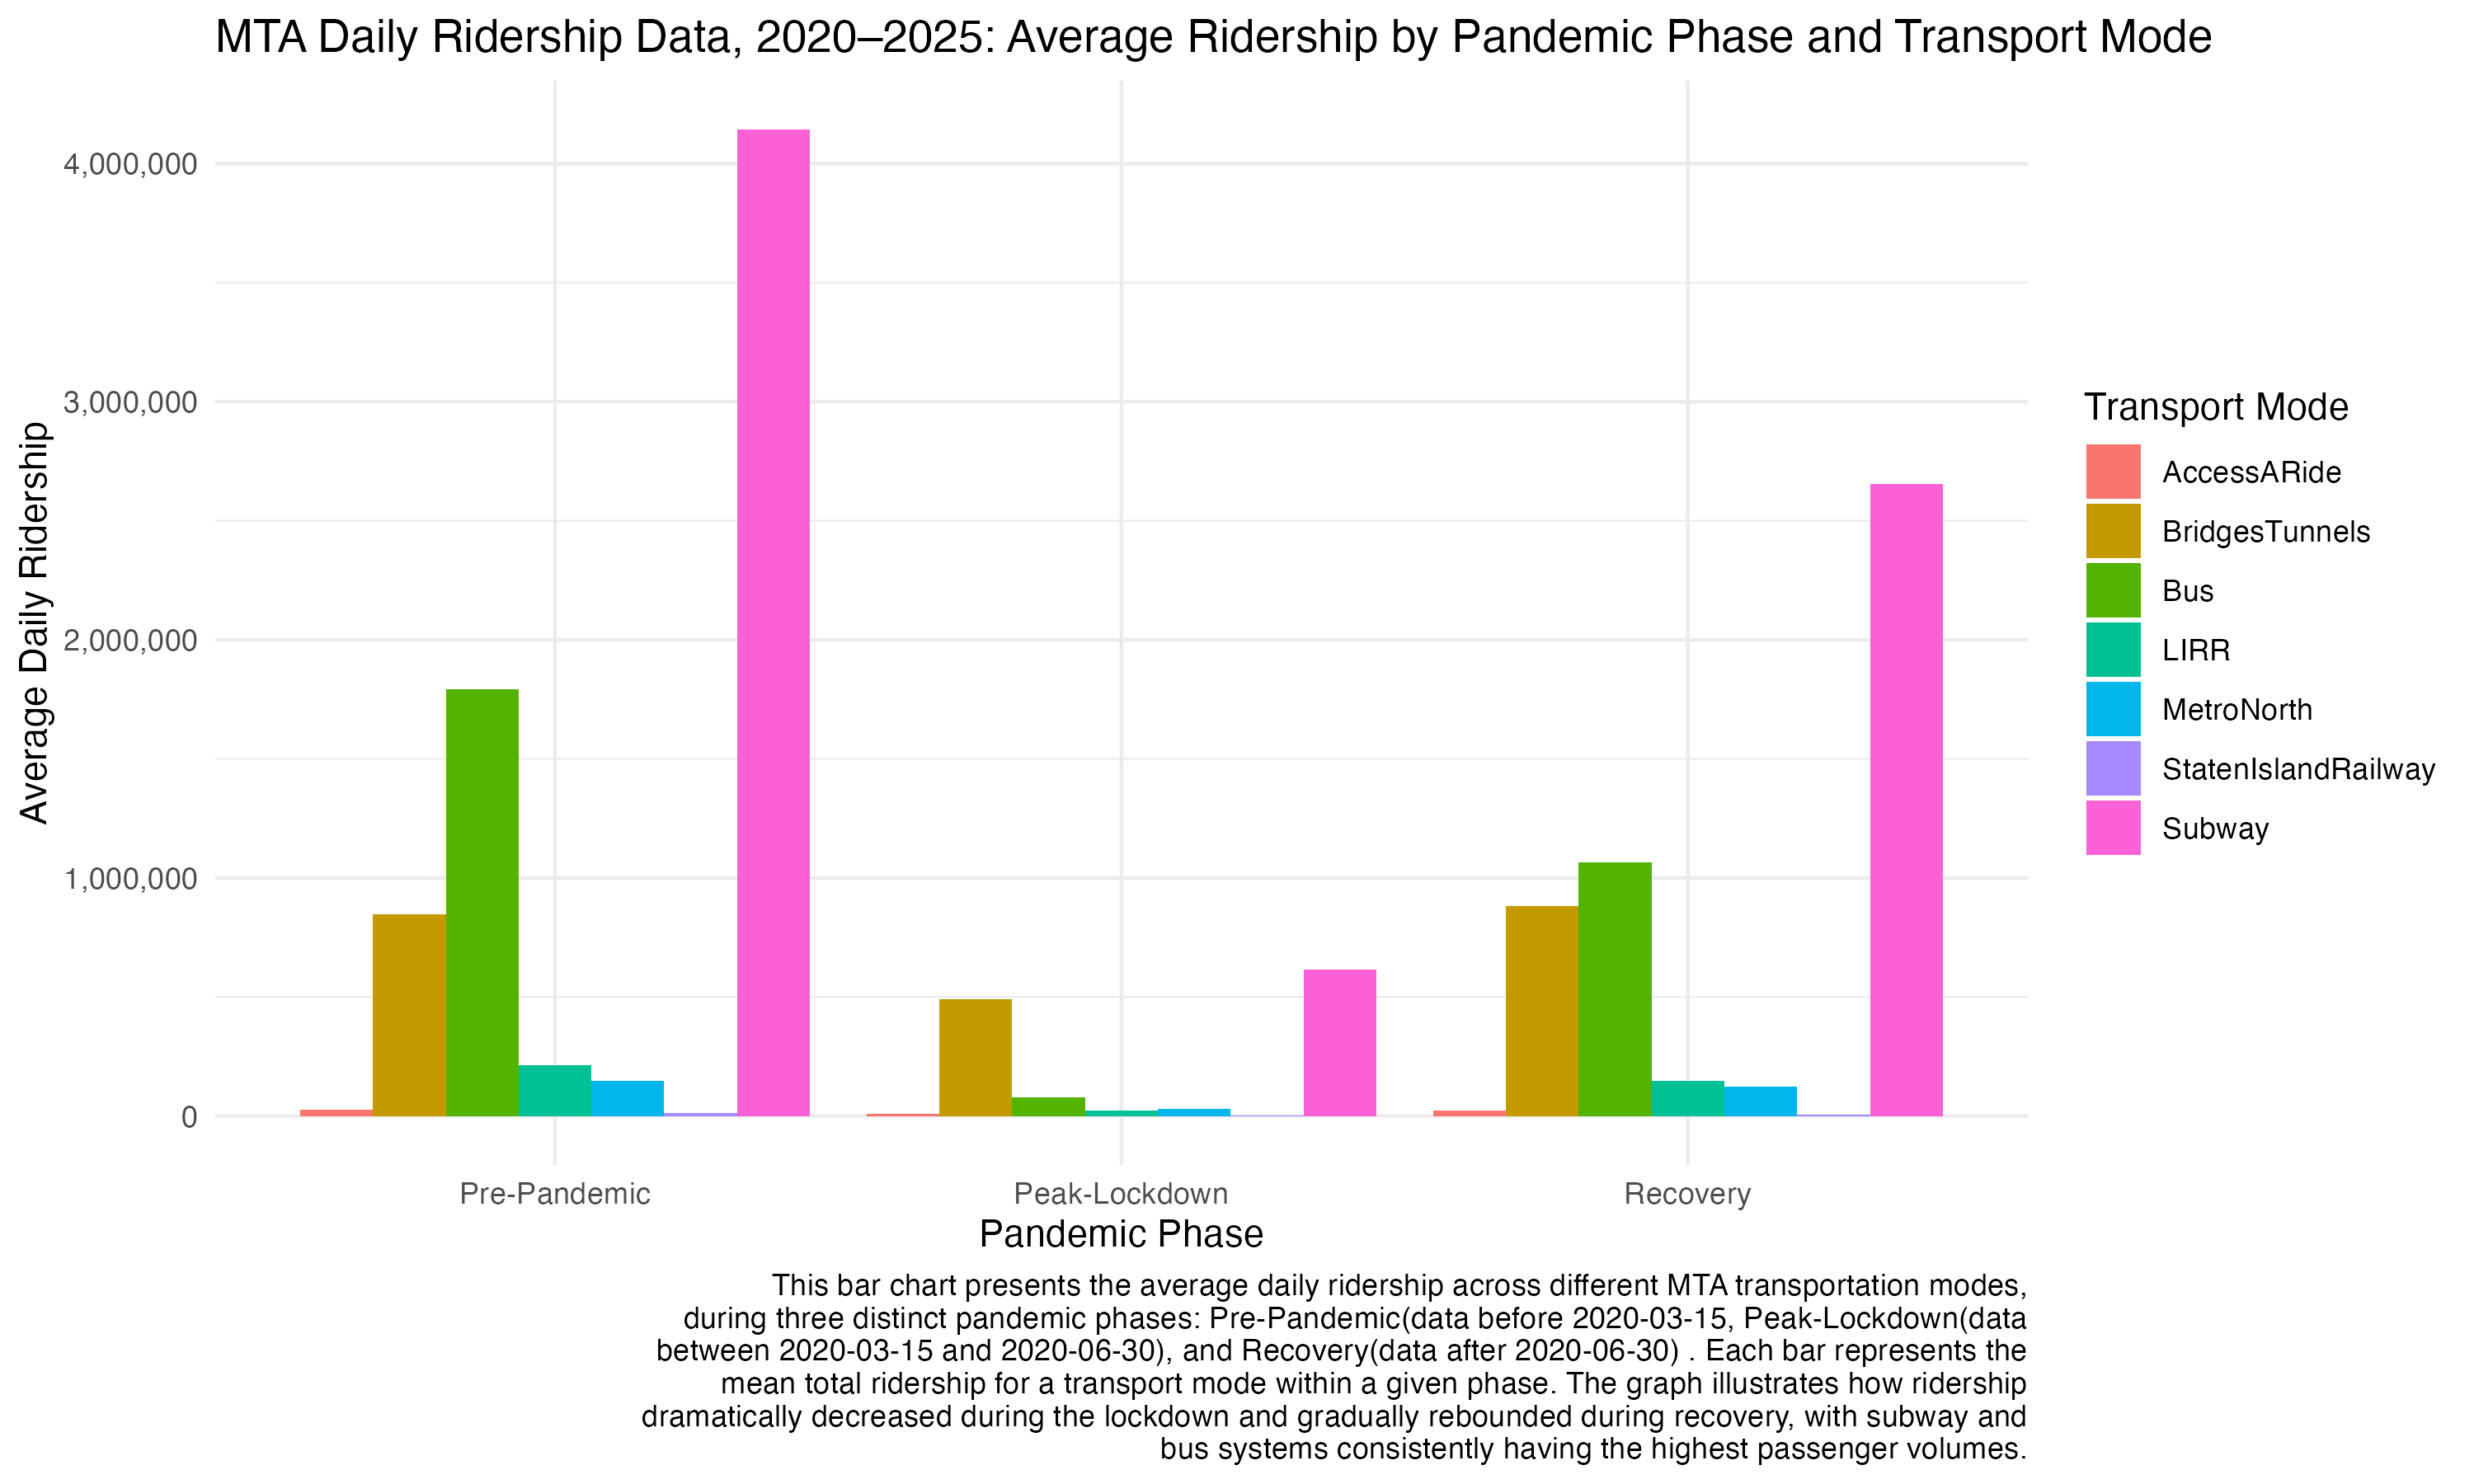 MTA Daily Ridership Data, 2020–2025: Average Ridership by Pandemic Phase and Transport Mode
Average Daily Ridership
4,000,000
3,000,000
2,000,000
1,000,000
0
Pre-Pandemic
Peak-Lockdown
Recovery
Pandemic Phase
Transport Mode
AccessARide
BridgesTunnels
Bus
LIRR
MetroNorth
StatenIslandRailway
Subway
This bar chart presents the average daily ridership across different MTA transportation modes,
during three distinct pandemic phases: Pre-Pandemic(data before 2020-03-15, Peak-Lockdown(data
between 2020-03-15 and 2020-06-30), and Recovery(data after 2020-06-30) . Each bar represents the
mean total ridership for a transport mode within a given phase. The graph illustrates how ridership
dramatically decreased during the lockdown and gradually rebounded during recovery, with subway and
bus systems consistently having the highest passenger volumes.